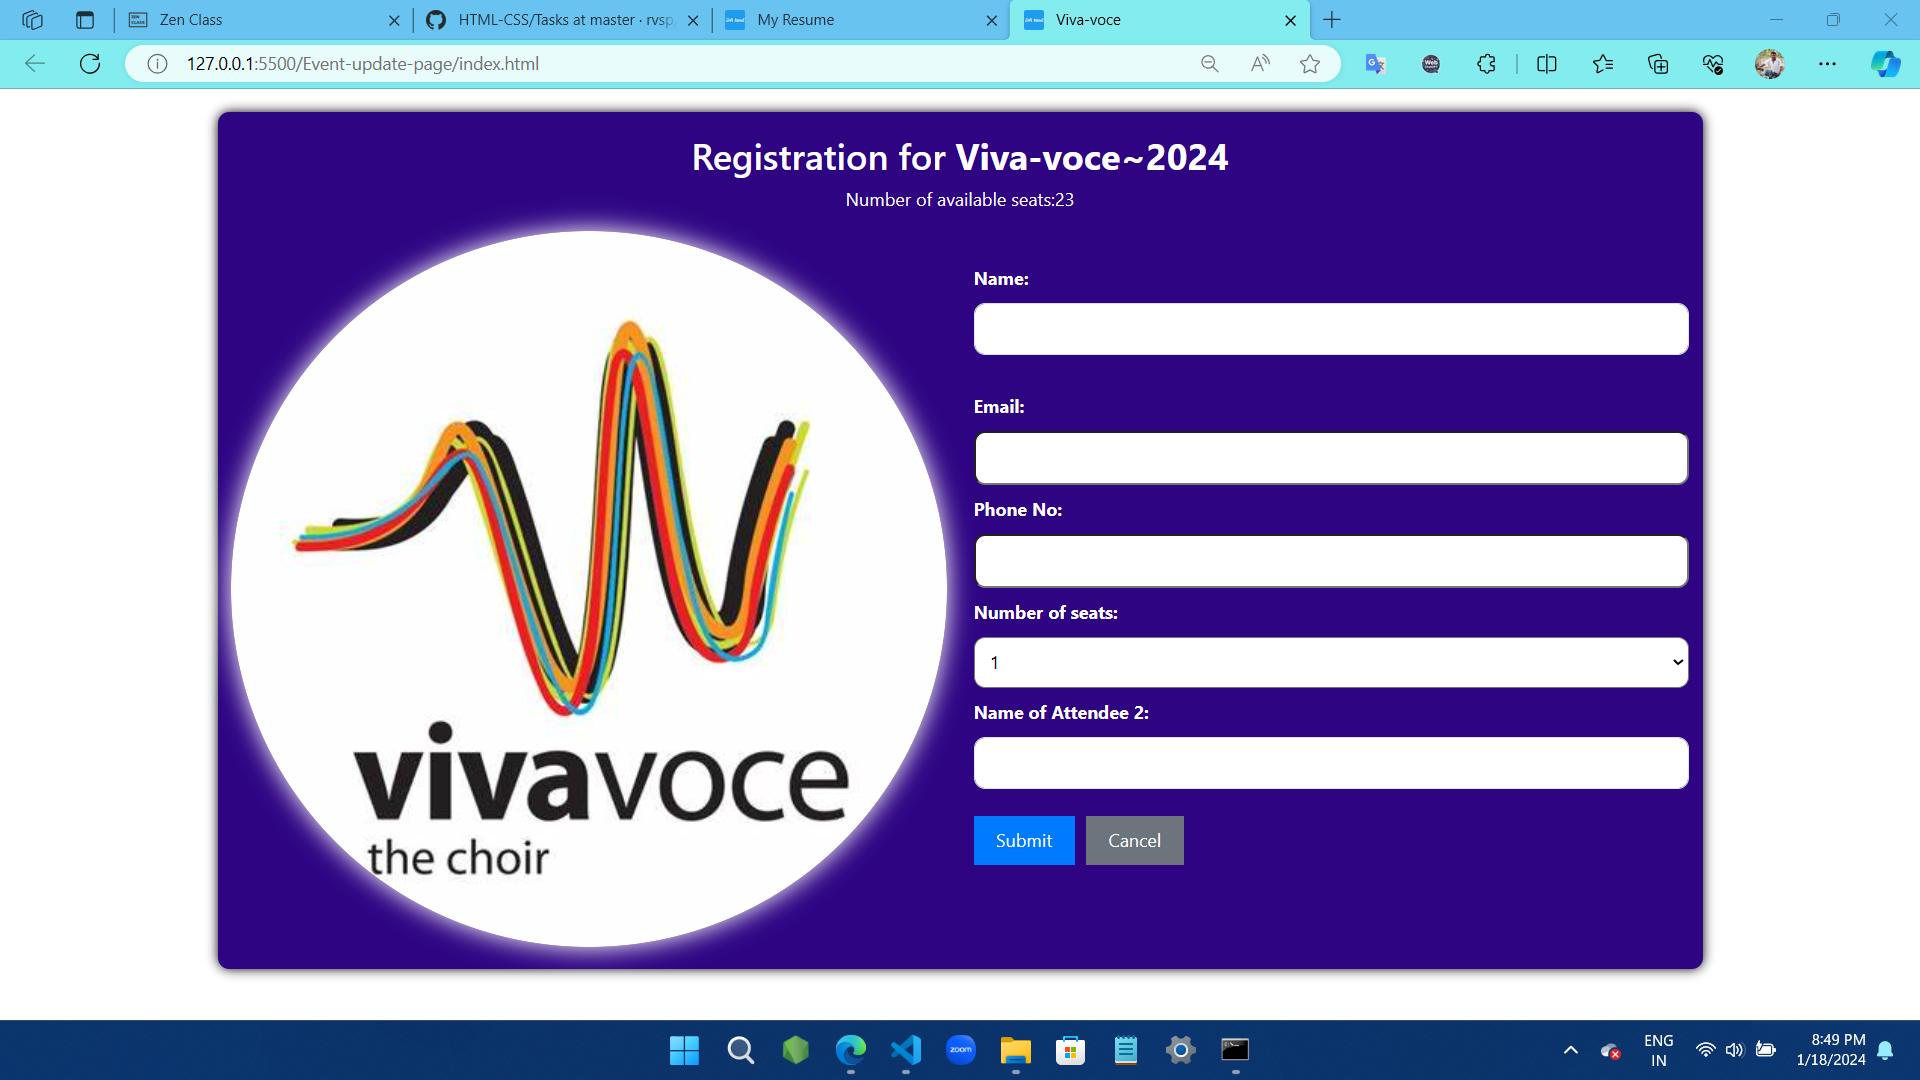 Zen Class
HTML-CSS/Tasks at master · rvsp
My Resume
Viva-voce
127.0.0.1:5500/Event-update-page/index.html
Registration for Viva-voce~2024
Number of available seats:23
vivavoce
the choir
Name:
Email:
Phone No:
Number of seats:
1
Name of Attendee 2:
Submit
Cancel
zoom
ENG
IN
8:49 PM
1/18/2024